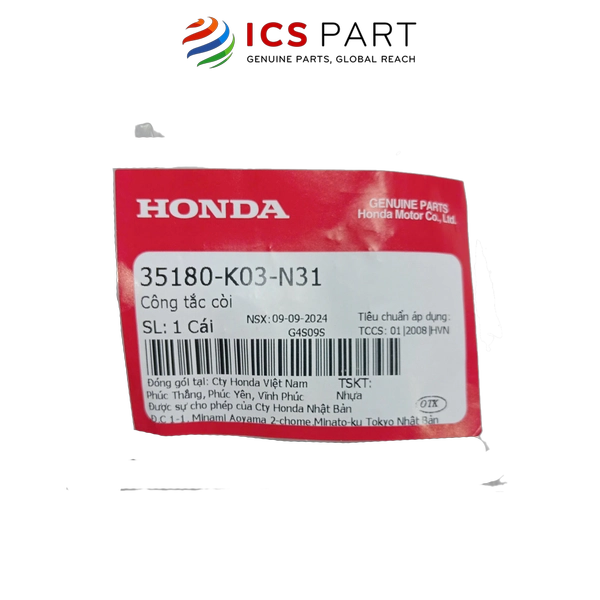 ICS PART
GENUINE PARTS, GLOBAL REACH
HONDA
GENUINE PARTS
Honda Motor Co., Ltd.
35180-K03-N31
Công tắc còi
SL: 1 Cái
NSX: 09-09-2024
G4S09S
Tiêu chuẩn áp dụng:
TCCS: 01|2008|HVN
Đóng gói tại: Cty Honda Việt Nam
Phúc Thắng, Phúc Yên, Vĩnh Phúc
Được sự cho phép của Cty Honda Nhật Bản
Đ.C 1-1, Minami Aoyama 2-chome Minato-ku Tokyo Nhật Bản
TSKT:
Nhựa
OTK